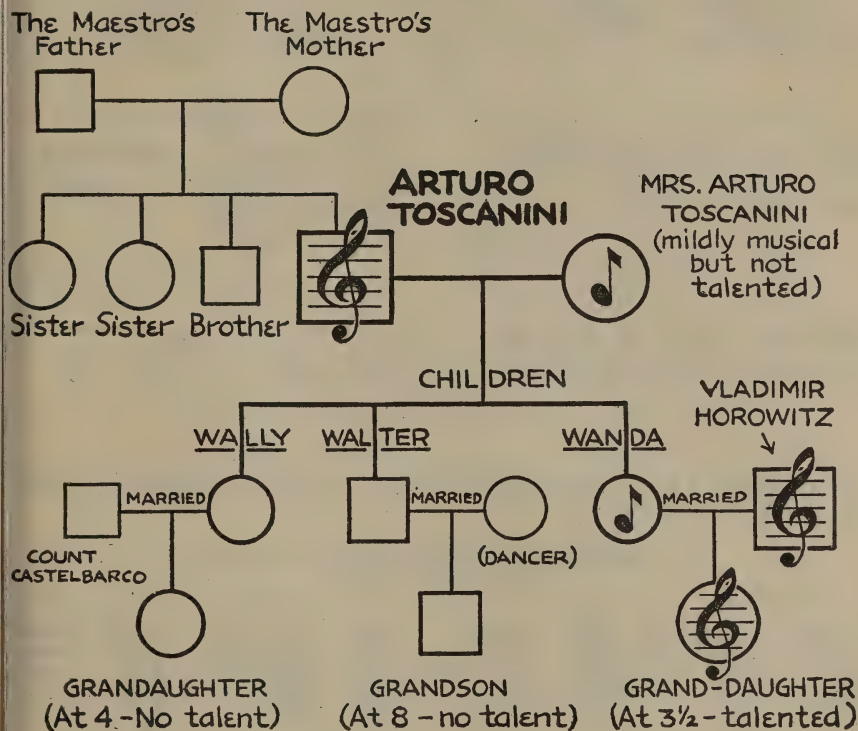 The Maestro's
Father
The Maestro's
Mother
ARTURO
TOSCANINI
MRS. ARTURO
TOSCANINI
(mildly musical
but not
talented)
Sister Sister Brother
CHILDREN
VLADIMIR
HOROWITZ
WALLY WALTER WANDA
MARRIED MARRIED MARRIED
COUNT
CASTELBARCO
(DANCER)
GRANDAUGHTER
(At 4-No talent)
GRANDSON
(At 8 - no talent)
GRAND-DAUGHTER
(At 3½-talented)